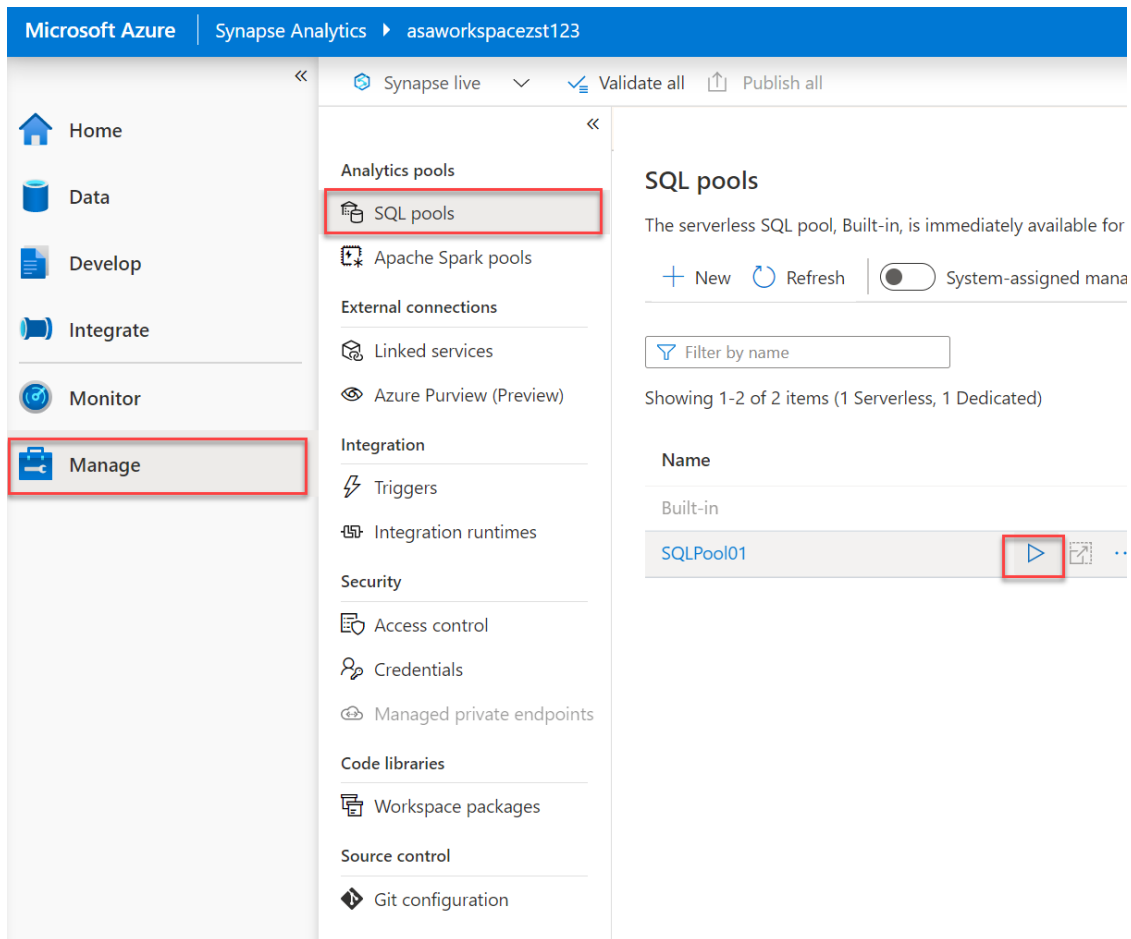 Microsoft Azure
Synapse Analytics
asaworkspacezst123
Home
Data
Develop
Integrate
Monitor
Manage
Synapse live
Validate all
Publish all
Analytics pools
SQL pools
Apache Spark pools
External connections
Linked services
Azure Purview (Preview)
Integration
Triggers
Integration runtimes
Security
Access control
Credentials
Managed private endpoints
Code libraries
Workspace packages
Source control
Git configuration
SQL pools
The serverless SQL pool, Built-in, is immediately available for
New
Refresh
System-assigned mana
Filter by name
Showing 1-2 of 2 items (1 Serverless, 1 Dedicated)
Name
Built-in
SQLPool01